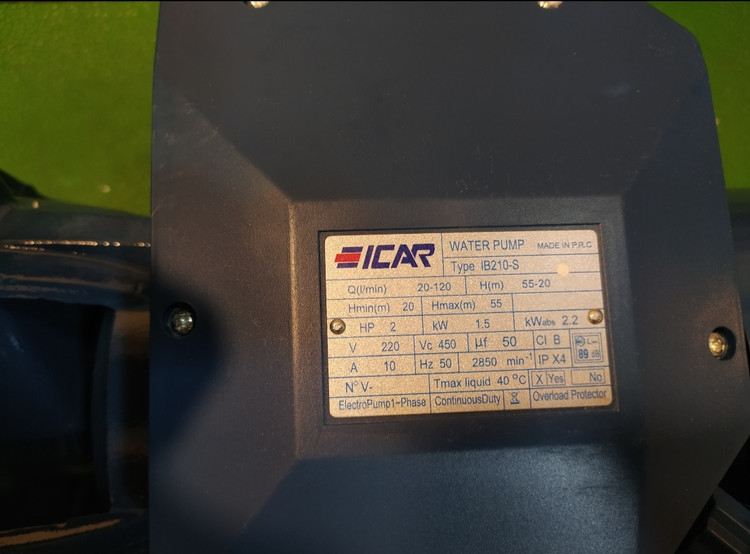 ICAR WATER PUMP MADE IN P.R.C
Type IB210-S
Q(l/min) 20-120 H(m) 55-20
Hmin(m) 20 Hmax(m) 55
HP 2 kW 1.5 kWabs 2.2
V 220 Vc 450 µf 50 Cl B
A 10 Hz 50 2850 min⁻¹ IP X4 89 dB
N° V- Tmax liquid 40 °C X Yes No
ElectroPump1-Phase ContinuousDuty Overload Protector